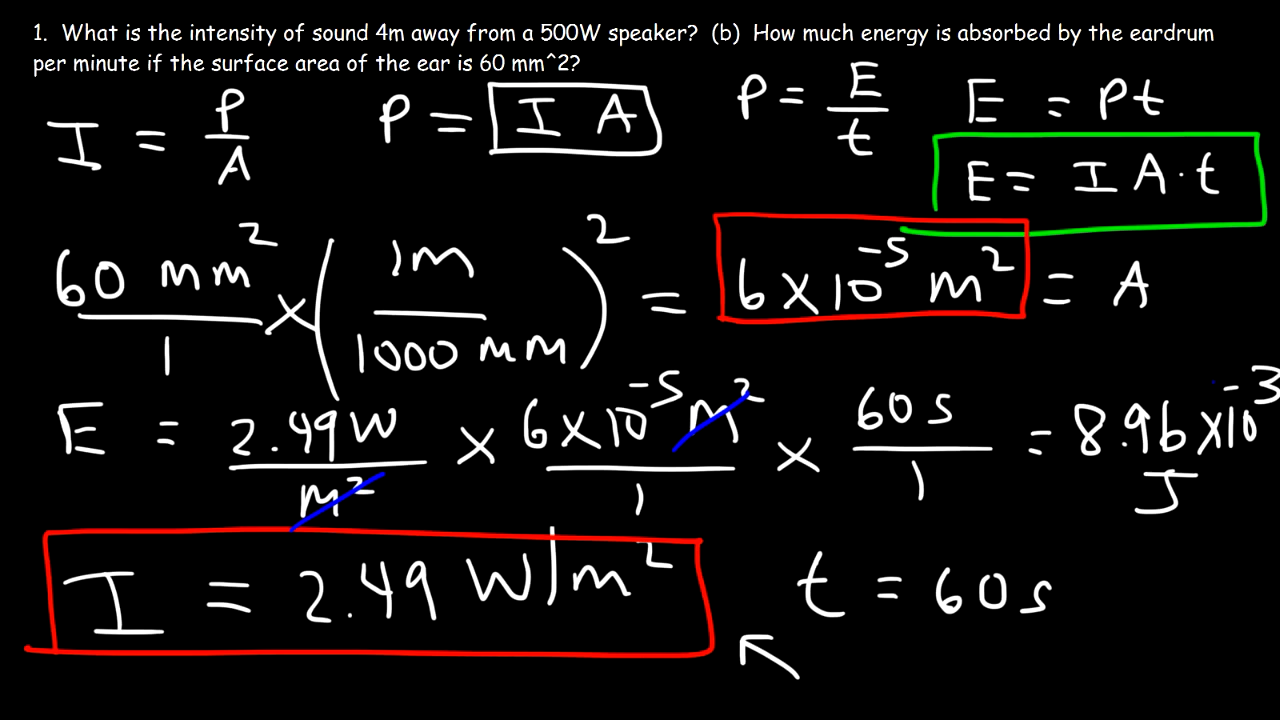 1. What is the intensity of sound 4m away from a 500W speaker? (b) How much energy is absorbed by the eardrum
per minute if the surface area of the ear is 60 mm^2?
I = P/A P = I A P = E/t E = Pt
E = I A · t
60 mm²/1 × (1m/1000 mm)² = 6×10⁻⁵ m² = A
E = 2.49W/m² × 6×10⁻⁵ m²/1 × 60s/1 = 8.96×10⁻³ J
I = 2.49 W/m² t = 60s